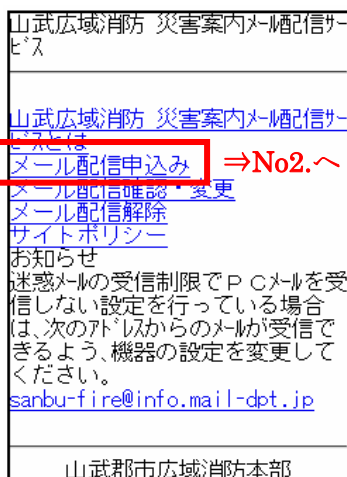 山武広域消防 災害案内ﾒｰﾙ配信ｻｰ
ﾋﾞｽ
山武広域消防 災害案内ﾒｰﾙ配信ｻｰ
ﾋﾞｽとは
メール配信申込み ⇒No2.へ
メール配信確認・変更
メール配信解除
サイトポリシー
お知らせ
迷惑ﾒｰﾙの受信制限でＰＣﾒｰﾙを受
信しない設定を行っている場合
は、次のｱﾄﾞﾚｽからのﾒｰﾙが受信で
きるよう、機器の設定を変更して
ください。
sanbu-fire@info.mail-dpt.jp
山武郡市広域消防本部